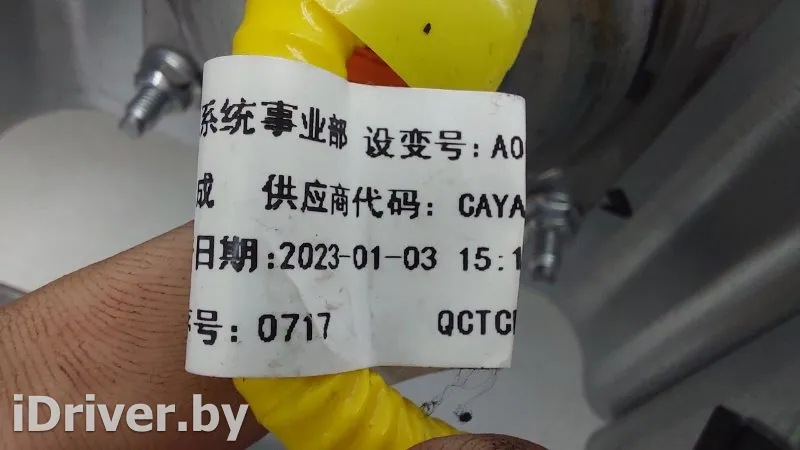 系统事业部 设变号:A0
成 供应商代码: CAYA
日期:2023-01-03 15:1
号: 0717 QCTC
iDriver.by